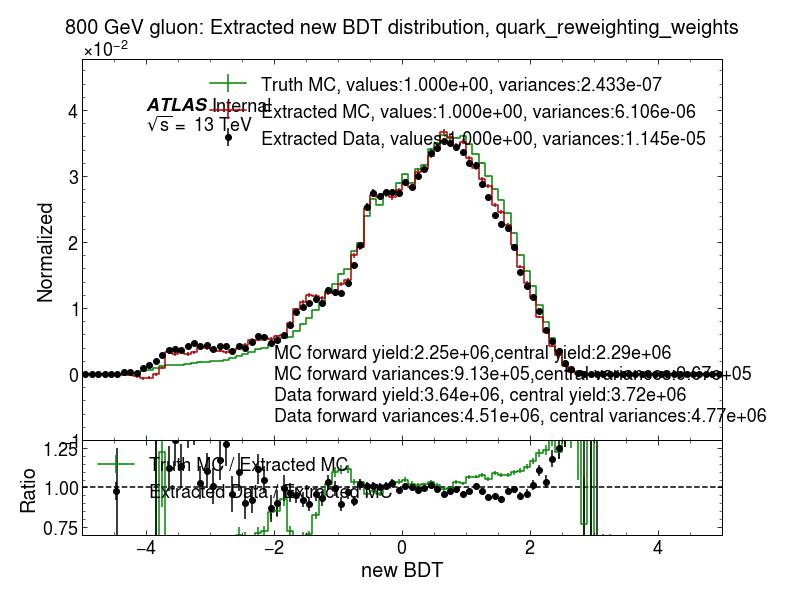 800 GeV gluon: Extracted new BDT distribution, quark_reweighting_weights
×10⁻²
Truth MC, values:1.000e+00, variances:2.433e-07
ATLAS Internal
Extracted MC, values:1.000e+00, variances:6.106e-06
√s = 13 TeV
Extracted Data, values:1.000e+00, variances:1.145e-05
4
3
2
1
0
−1
Normalized
MC forward yield:2.25e+06,central yield:2.29e+06
MC forward variances:9.13e+05,central variances:9.67e+05
Data forward yield:3.64e+06, central yield:3.72e+06
Data forward variances:4.51e+06, central variances:4.77e+06
1.25
1.00
0.75
Ratio
Truth MC / Extracted MC
Extracted Data / Extracted MC
−4 −2 0 2 4
new BDT